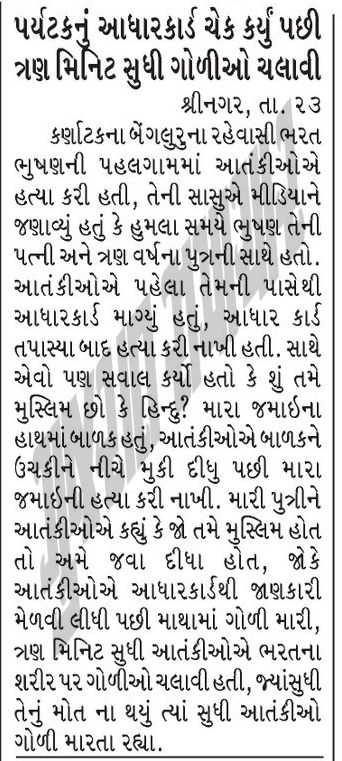 પર્યટકનું આધારકાર્ડ ચેક કર્યું પછી
ત્રણ મિનિટ સુધી ગોળીઓ ચલાવી
શ્રીનગર, તા. ૨૩
કર્ણાટકના બેંગલુરુના રહેવાસી ભરત
ભુષણની પહલગામમાં આતંકીઓએ
હત્યા કરી હતી, તેની સાસુએ મીડિયાને
જણાવ્યું હતું કે હુમલા સમયે ભુષણ તેની
પત્ની અને ત્રણ વર્ષના પુત્રની સાથે હતો.
આતંકીઓએ પહેલા તેમની પાસેથી
આધારકાર્ડ માગ્યું હતું, આધાર કાર્ડ
તપાસ્યા બાદ હત્યા કરી નાખી હતી. સાથે
એવો પણ સવાલ કર્યો હતો કે શું તમે
મુસ્લિમ છો કે હિન્દુ? મારા જમાઇના
હાથમાં બાળક હતું, આતંકીઓએ બાળકને
ઉચકીને નીચે મુકી દીધુ પછી મારા
જમાઇની હત્યા કરી નાખી. મારી પુત્રીને
આતંકીઓએ કહ્યું કે જો તમે મુસ્લિમ હોત
તો અમે જવા દીધા હોત, જોકે
આતંકીઓએ આધારકાર્ડથી જાણકારી
મેળવી લીધી પછી માથામાં ગોળી મારી,
ત્રણ મિનિટ સુધી આતંકીઓએ ભરતના
શરીર પર ગોળીઓ ચલાવી હતી, જ્યાંસુધી
તેનું મોત ના થયું ત્યાં સુધી આતંકીઓ
ગોળી મારતા રહ્યા.